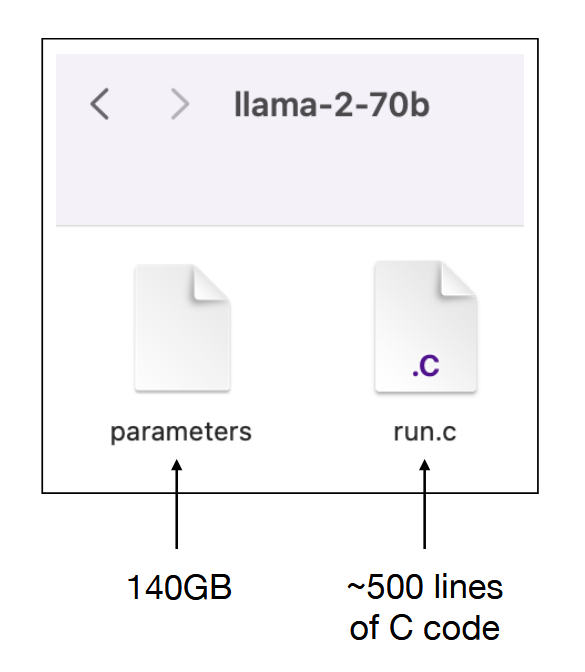 llama-2-70b
.C
parameters
run.c
140GB
~500 lines
of C code